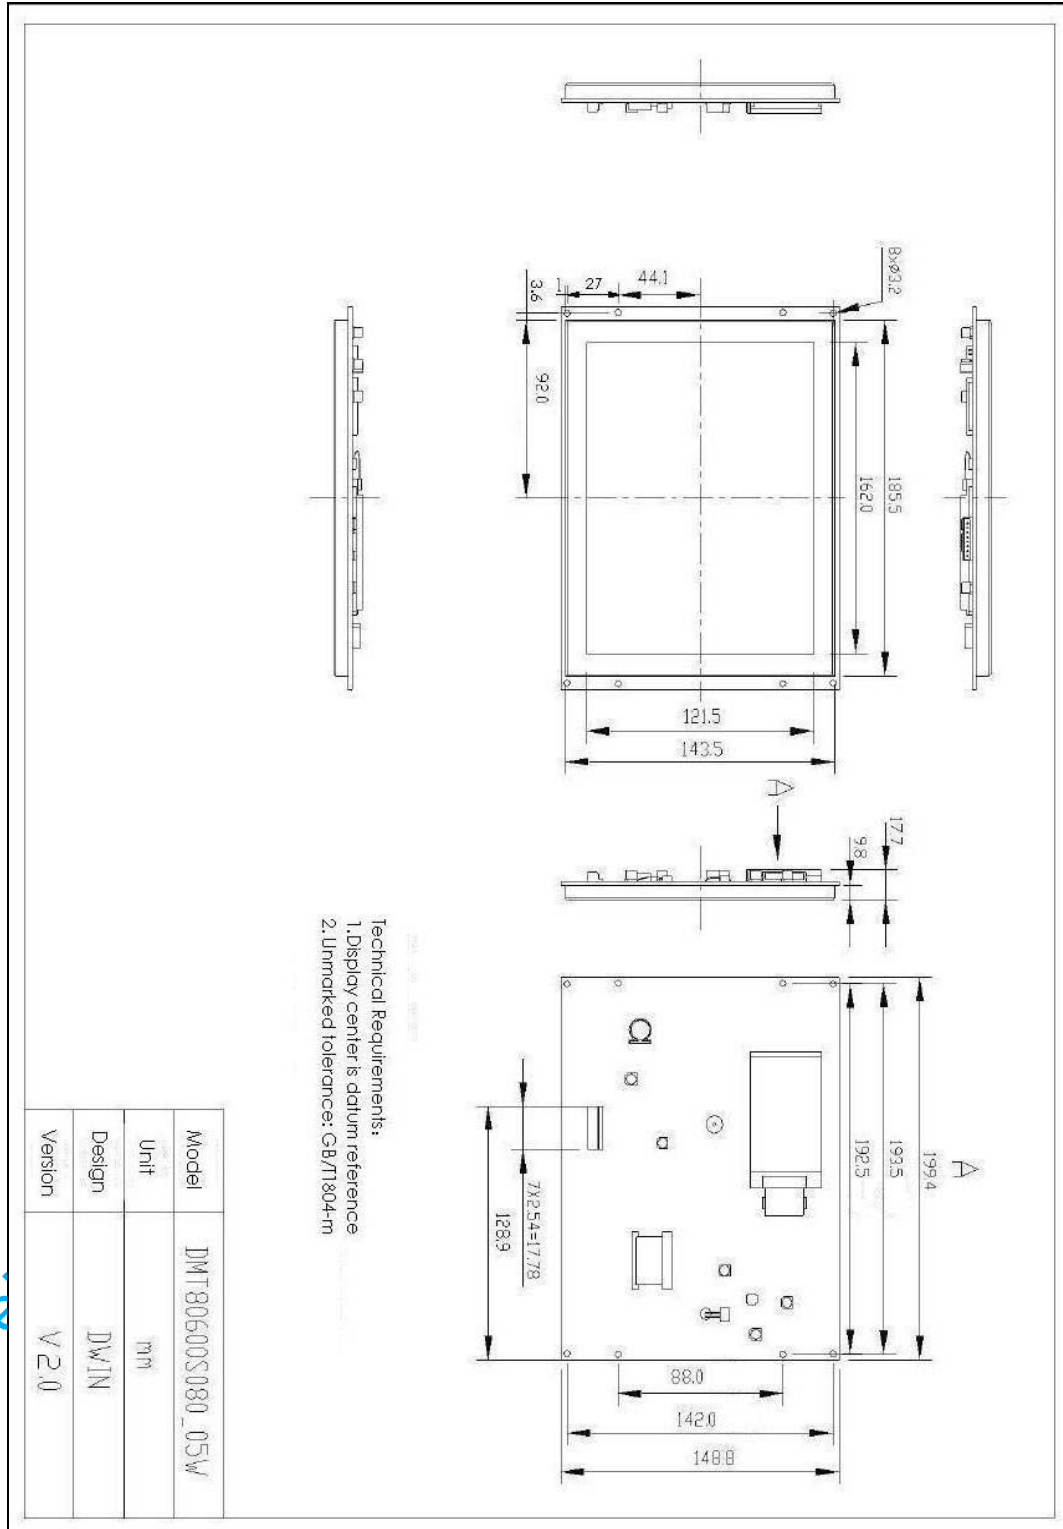 8xø3.2
3.6
1
27
44.1
92.0
162.0
185.5
121.5
143.5
A
17.7
9.8
Technical Requirements:
1.Display center is datum reference
2.Unmarked tolerance: GB/T1804-m
A
199.4
193.5
192.5
7X2.54=17.78
128.9
88.0
142.0
148.8
Model DMT80600S080_05W
Unit mm
Design DWIN
Version V2.0